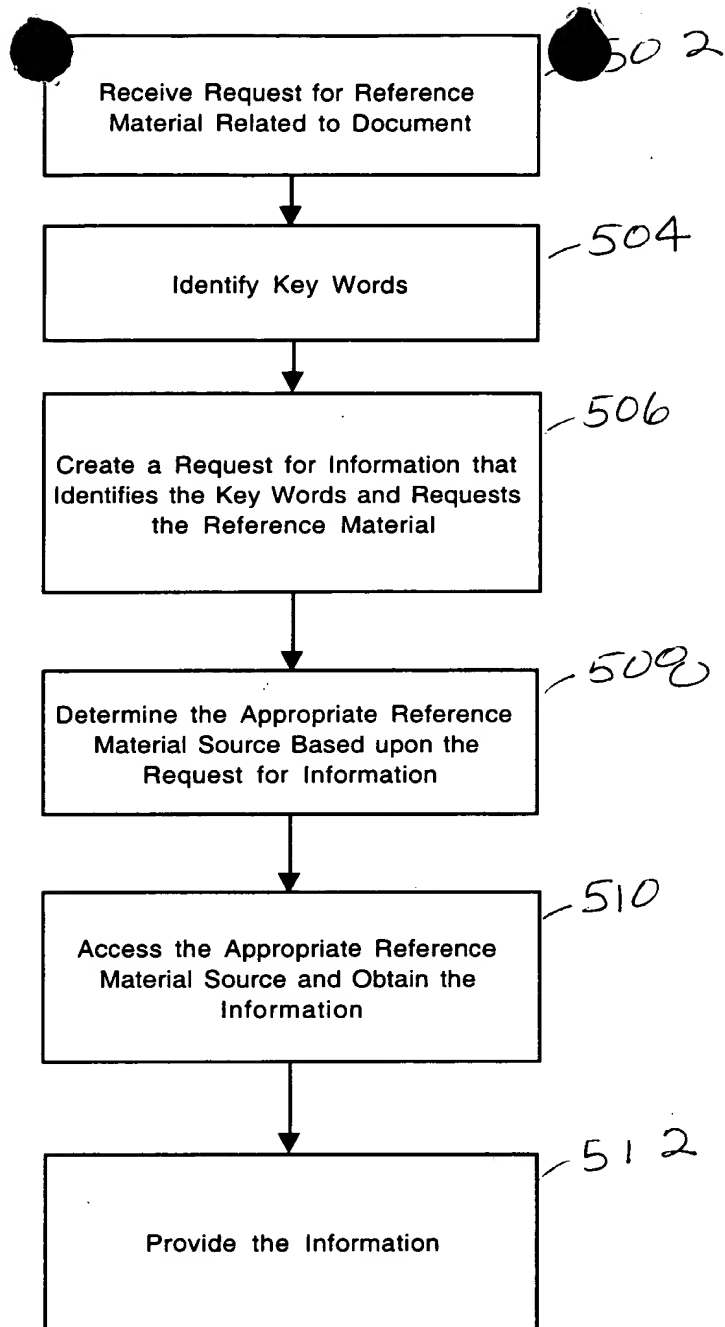 502
Receive Request for Reference
Material Related to Document
504
Identify Key Words
506
Create a Request for Information that
Identifies the Key Words and Requests
the Reference Material
508
Determine the Appropriate Reference
Material Source Based upon the
Request for Information
510
Access the Appropriate Reference
Material Source and Obtain the
Information
512
Provide the Information